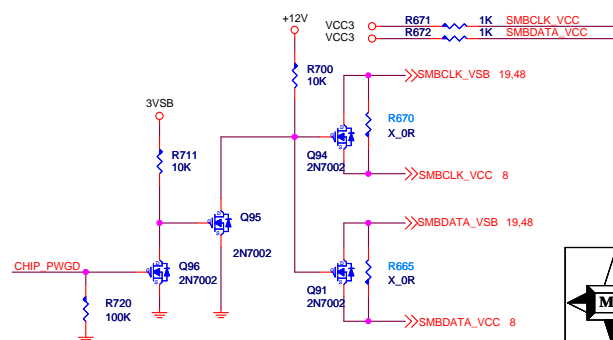 +12V
VCC3 R671 1K SMBCLK_VCC
VCC3 R672 1K SMBDATA_VCC
R700
10K
SMBCLK_VSB 19,48
3VSB
R670
X_0R
R711
10K
Q94
2N7002
SMBCLK_VCC 8
Q95
2N7002
SMBDATA_VSB 19,48
CHIP_PWGD
Q96
2N7002
R665
X_0R
Q91
2N7002
R720
100K
SMBDATA_VCC 8
M